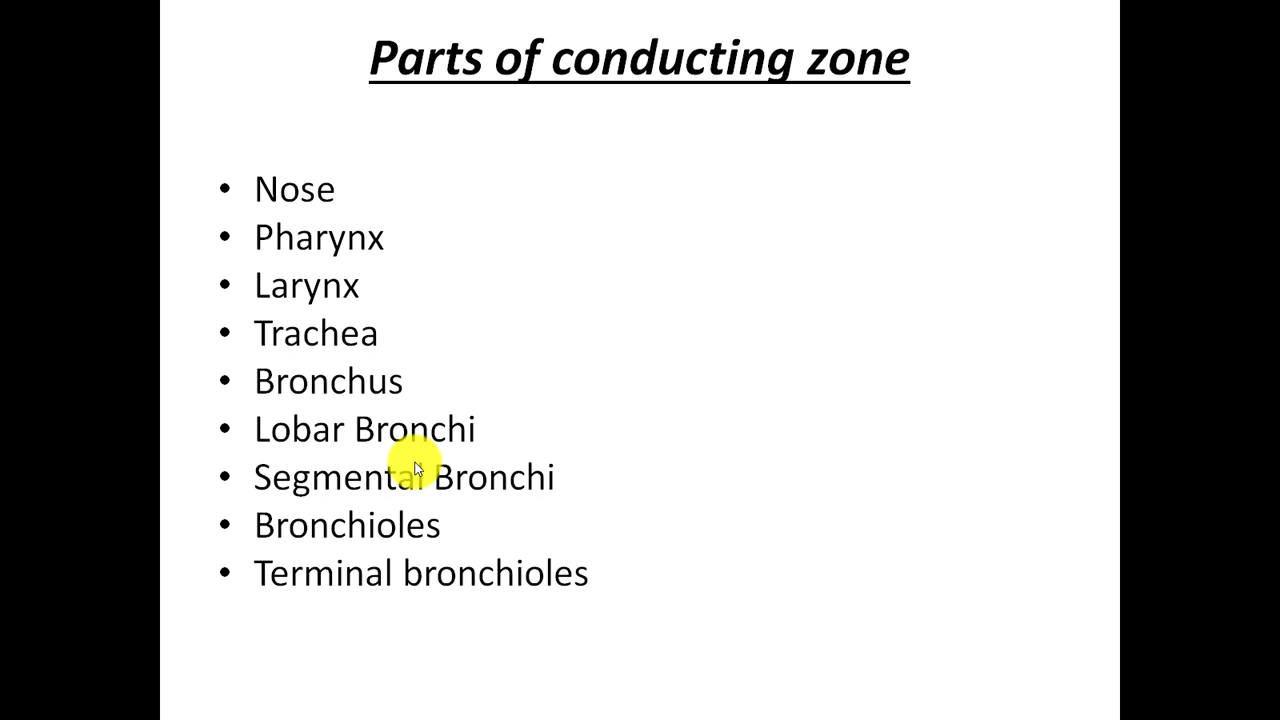 Parts of conducting zone
• Nose
• Pharynx
• Larynx
• Trachea
• Bronchus
• Lobar Bronchi
• Segmental Bronchi
• Bronchioles
• Terminal bronchioles